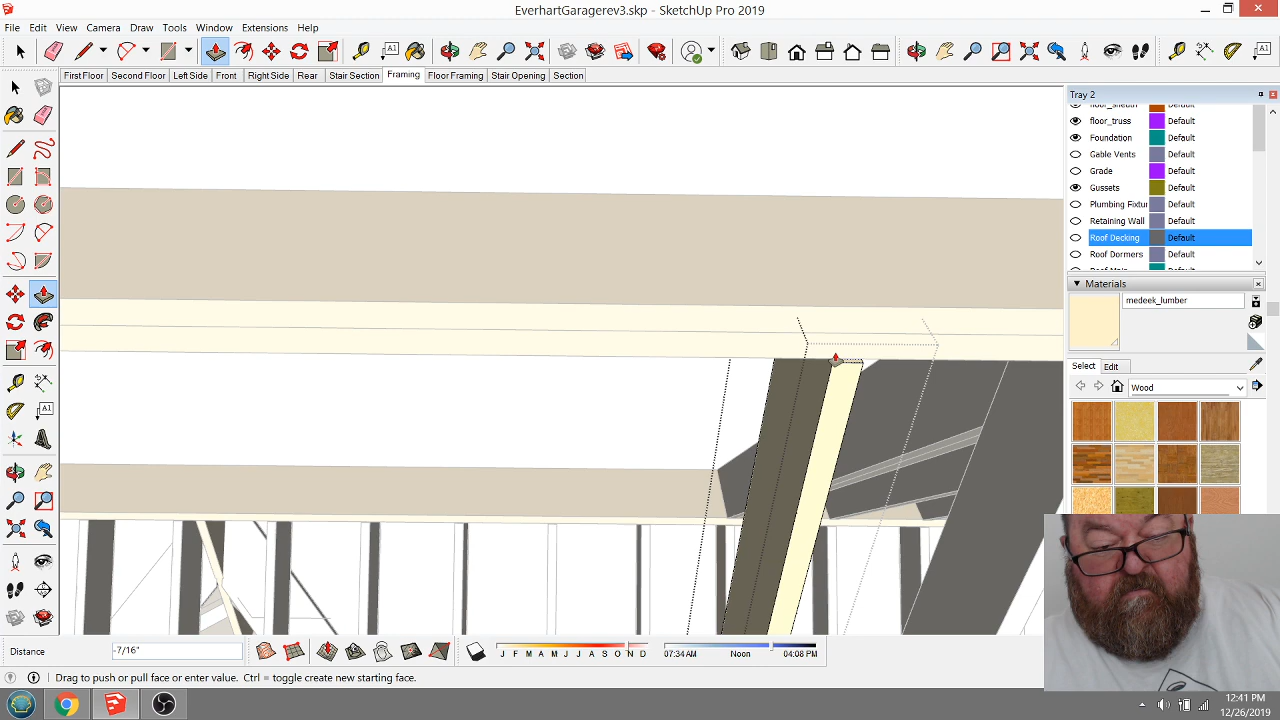 EverhartGaragerev3.skp - SketchUp Pro 2019
File Edit View Camera Draw Tools Window Extensions Help
First Floor Second Floor Left Side Front Right Side Rear Stair Section Framing Floor Framing Stair Opening Section
Tray 2
floor_sheath Default
floor_truss Default
Foundation Default
Gable Vents Default
Grade Default
Gussets Default
Plumbing Fixtur Default
Retaining Wall Default
Roof Decking Default
Roof Dormers Default
Materials
medeek_lumber
Select Edit
Wood
Distance -7/16"
J F M A M J J A S O N D
07:34 AM Noon 04:08 PM
Drag to push or pull face or enter value. Ctrl = toggle create new starting face.
12:41 PM
12/26/2019